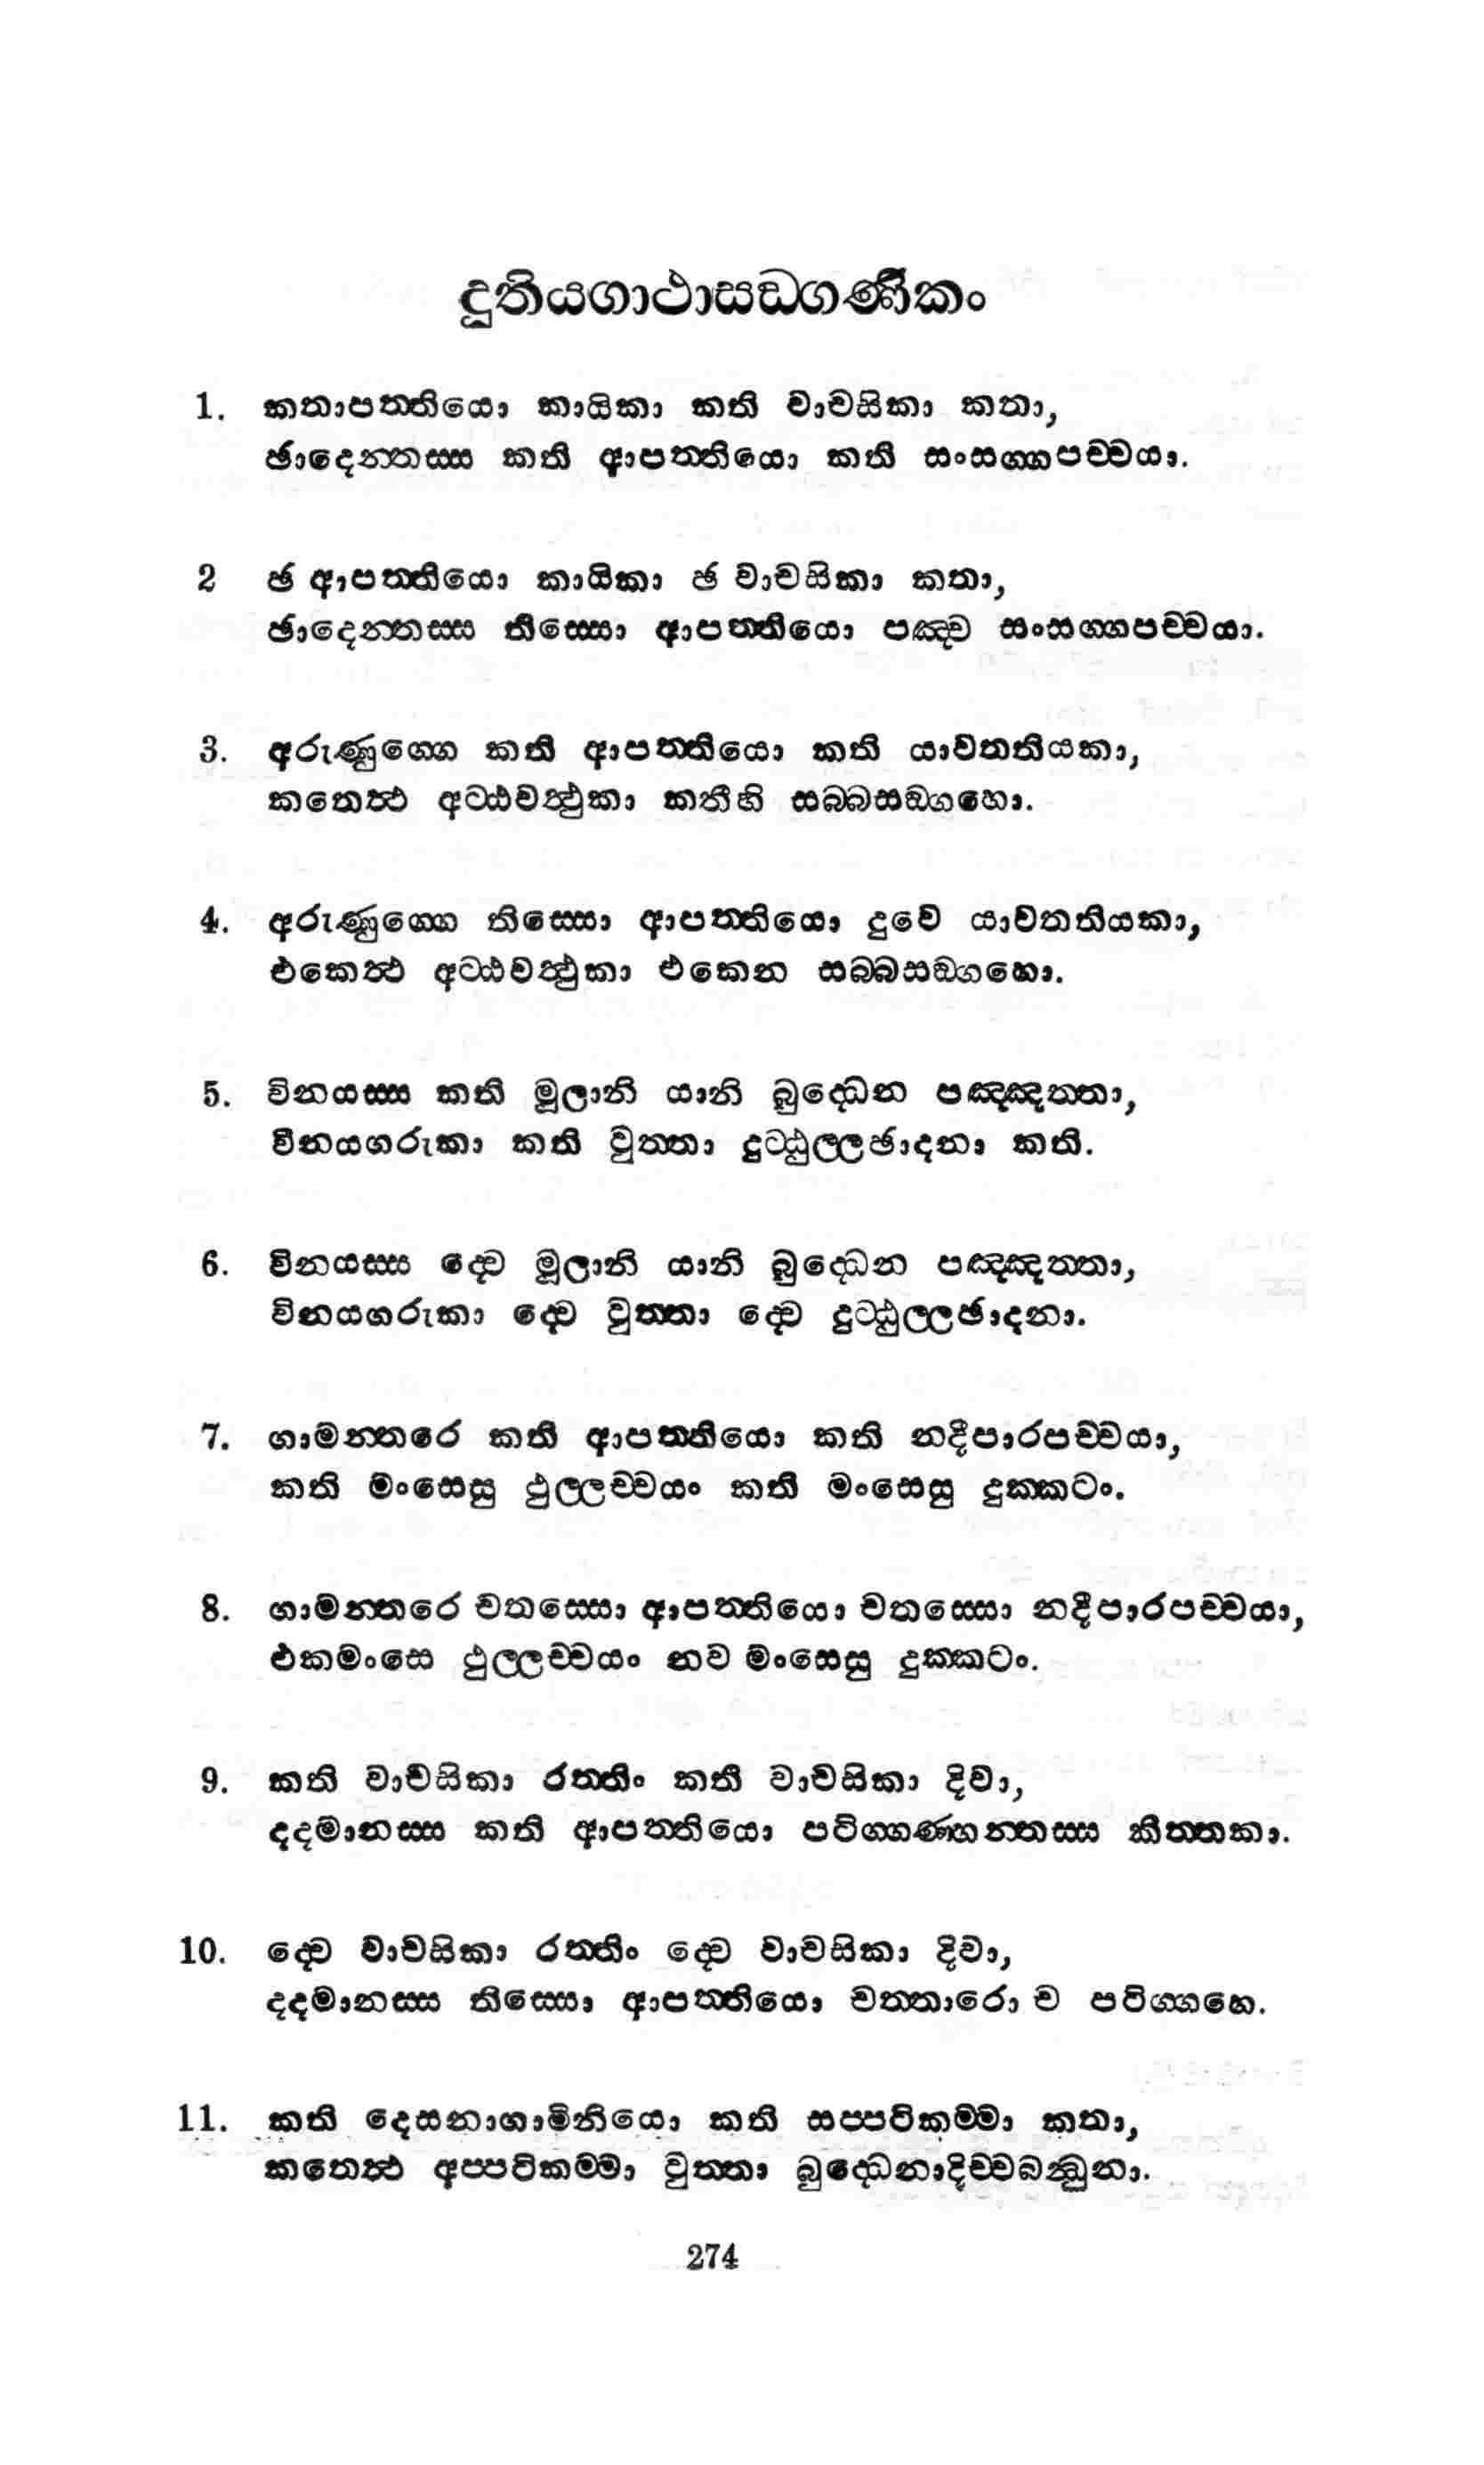 දුතියගාථාසඞ‍්ගණිකං
1. කතාපත‍්තියො කායිකා කති වාචසිකා කතා,
ඡාදෙන‍්තස‍්ස කති ආපත‍්තියො කති සංසග‍්ගපච‍්චයා.
2 ඡ ආපත‍්තියො කායිකා ඡ වාචසිකා කතා,
ඡාදෙන‍්තස‍්ස තිස‍්සො ආපත‍්තියො පඤ‍්ච සංසග‍්ගපච‍්චයා.
3. අරුණුග‍්ගෙ කති ආපත‍්තියො කති යාවතතියකා,
කතෙත්‍ථ අට‍්ඨවත්‍ථුකා කතීහි සබ‍්බසඞ‍්ගහො.
4. අරුණුග‍්ගෙ තිස‍්සො ආපත‍්තියො දුවෙ යාවතතියකා,
එකෙත්‍ථ අට‍්ඨවත්‍ථුකා එකෙන සබ‍්බසඞ‍්ගහො.
5. විනයස‍්ස කති මූලානි යානි බුද්‍ධෙන පඤ‍්ඤත‍්තා,
විනයගරුකා කති වුත‍්තා දුට‍්ඨුල‍්ලඡාදනා කති.
6. විනයස‍්ස ද්‍වෙ මූලානි යානි බුද්‍ධෙන පඤ‍්ඤත‍්තා,
විනයගරුකා ද්‍වෙ වුත‍්තා ද්‍වෙ දුට‍්ඨුල‍්ලඡාදනා.
7. ගාමන‍්තරෙ කති ආපත‍්තියො කති නදීපාරපච‍්චයා,
කති මංසෙසු ථුල‍්ලච‍්චයං කති මංසෙසු දුක‍්කටං.
8. ගාමන‍්තරෙ චතස‍්සො ආපත‍්තියො චතස‍්සො නදීපාරපච‍්චයා,
එකමංසෙ ථුල‍්ලච‍්චයං නව මංසෙසු දුක‍්කටං.
9. කති වාචසිකා රත‍්තිං කති වාචසිකා දිවා,
දදමානස‍්ස කති ආපත‍්තියො පටිග‍්ගණ‍්හන‍්තස‍්ස කිත‍්තකා.
10. ද්‍වෙ වාචසිකා රත‍්තිං ද්‍වෙ වාචසිකා දිවා,
දදමානස‍්ස තිස‍්සො ආපත‍්තියො චත‍්තාරො ච පටිග‍්ගහෙ.
11. කති දෙසනාගාමිනියො කති සප‍්පටිකම‍්මා කතා,
කතෙත්‍ථ අප‍්පටිකම‍්මා වුත‍්තා බුද්‍ධෙනාදිච‍්චබන්‍ධුනා.
274